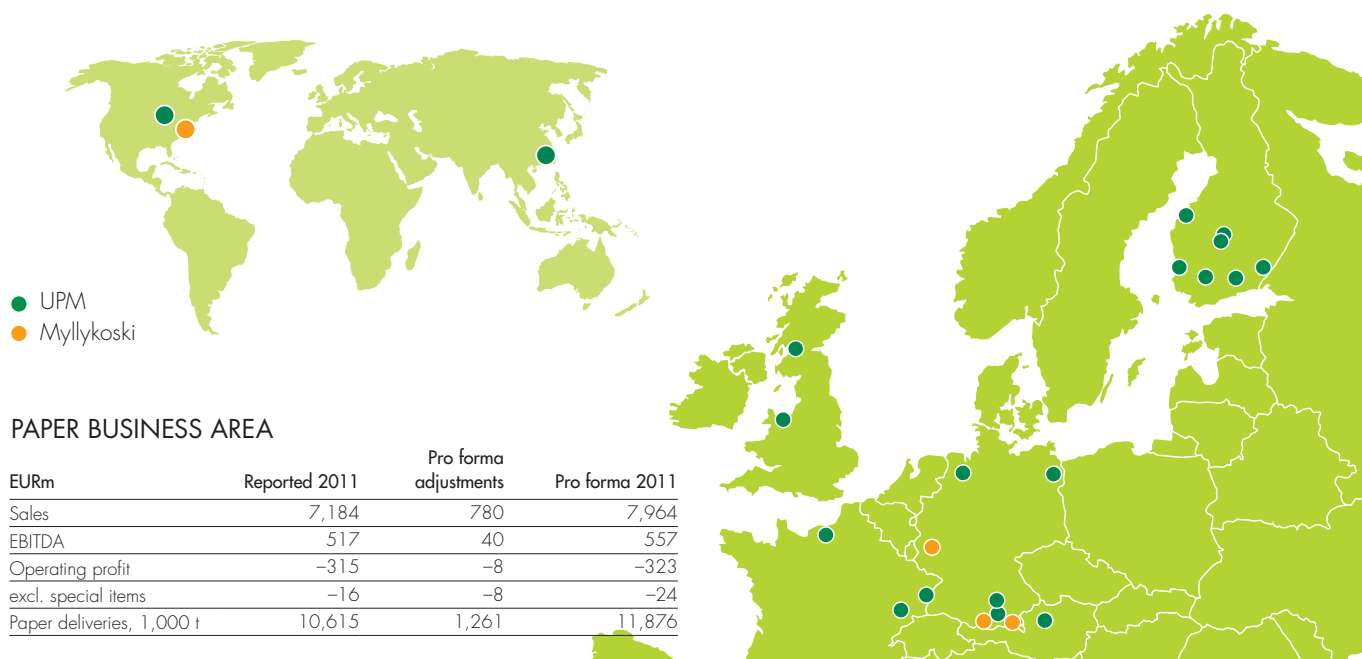 UPM
Myllykoski
PAPER BUSINESS AREA
EURm Reported 2011 Pro forma adjustments Pro forma 2011
Sales 7,184 780 7,964
EBITDA 517 40 557
Operating profit –315 –8 –323
excl. special items –16 –8 –24
Paper deliveries, 1,000 t 10,615 1,261 11,876